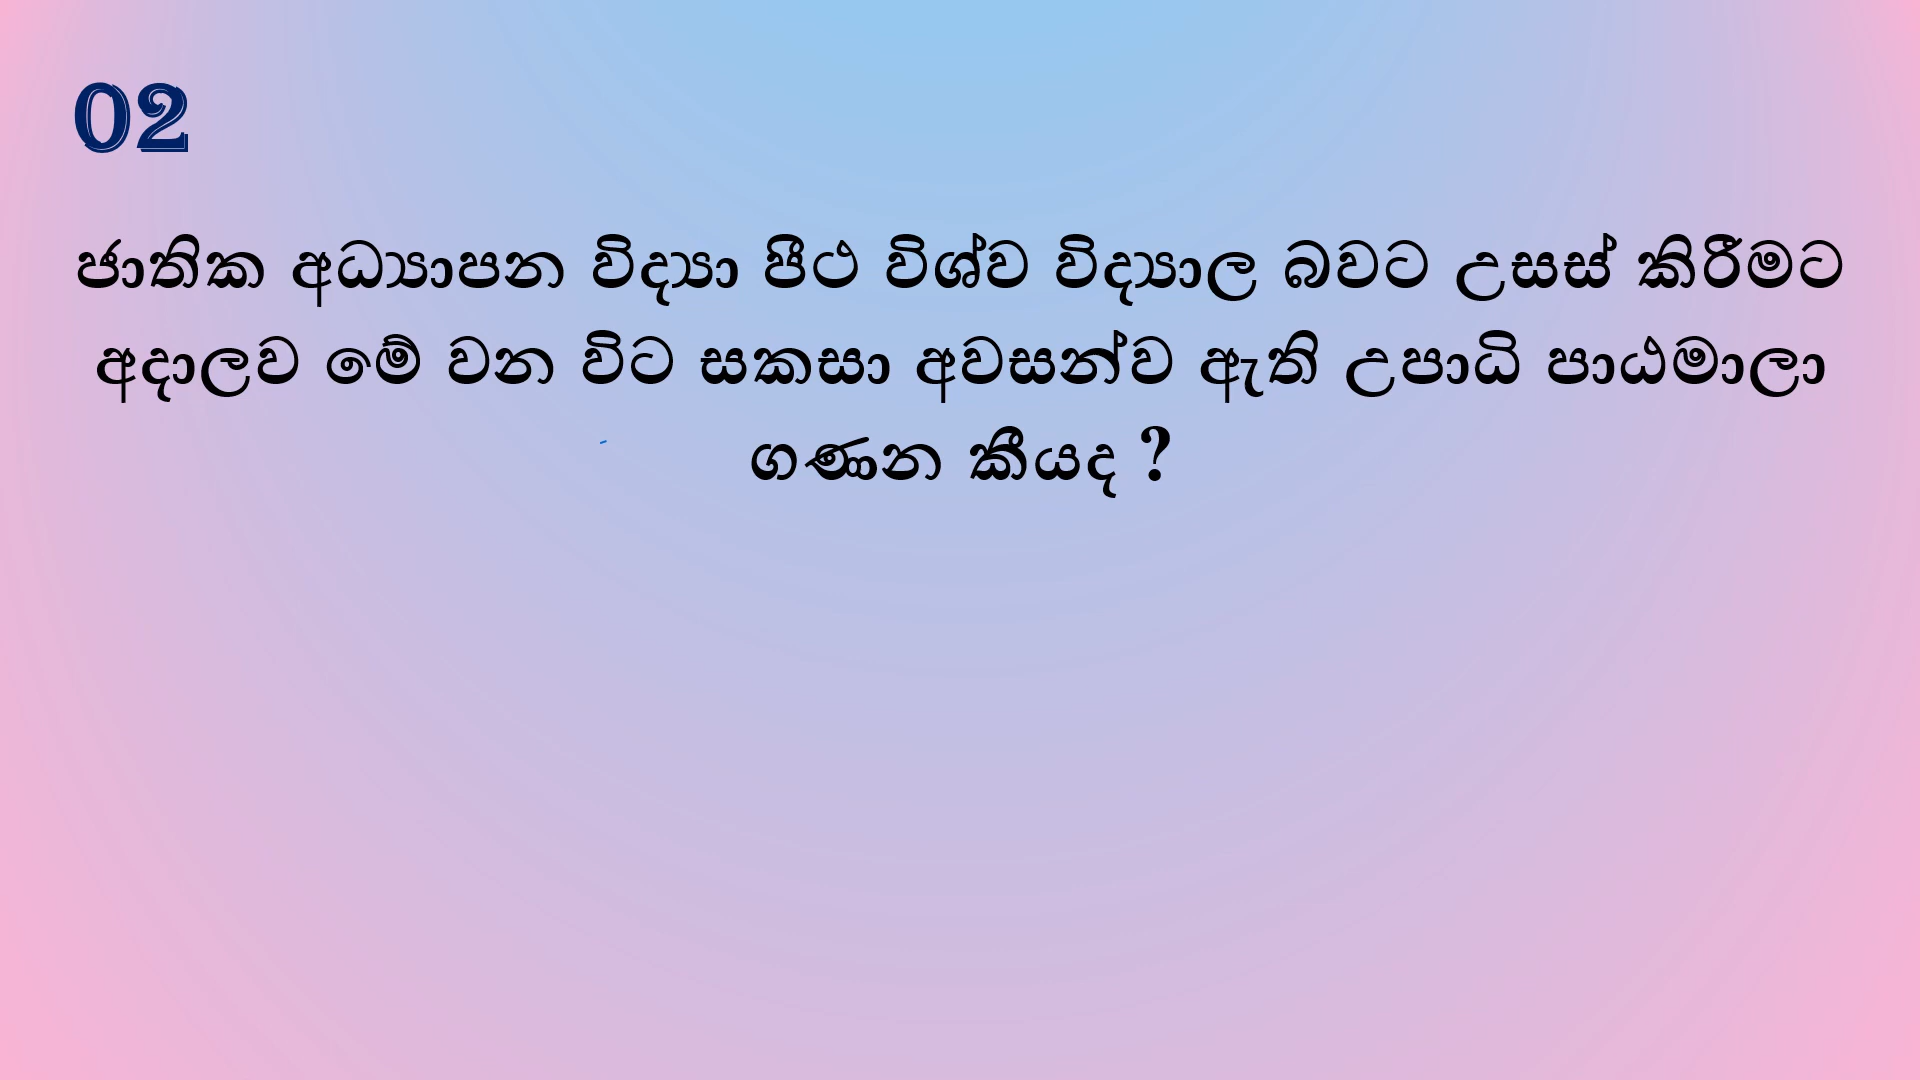 02
ජාතික අධ්‍යාපන විද්‍යා පීඨ විශ්ව විද්‍යාල බවට උසස් කිරීමට
අදාලව මේ වන විට සකසා අවසන්ව ඇති උපාධි පාඨමාලා
ගණන කීයද ?